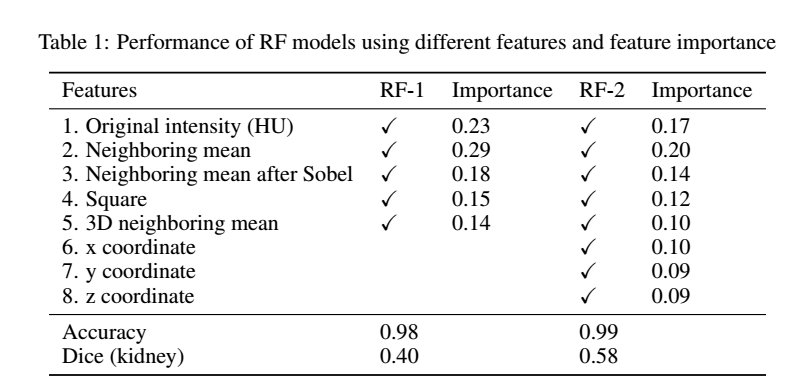 Table 1: Performance of RF models using different features and feature importance
Features RF-1 Importance RF-2 Importance
1. Original intensity (HU) ✓ 0.23 ✓ 0.17
2. Neighboring mean ✓ 0.29 ✓ 0.20
3. Neighboring mean after Sobel ✓ 0.18 ✓ 0.14
4. Square ✓ 0.15 ✓ 0.12
5. 3D neighboring mean ✓ 0.14 ✓ 0.10
6. x coordinate ✓ 0.10
7. y coordinate ✓ 0.09
8. z coordinate ✓ 0.09
Accuracy 0.98 0.99
Dice (kidney) 0.40 0.58